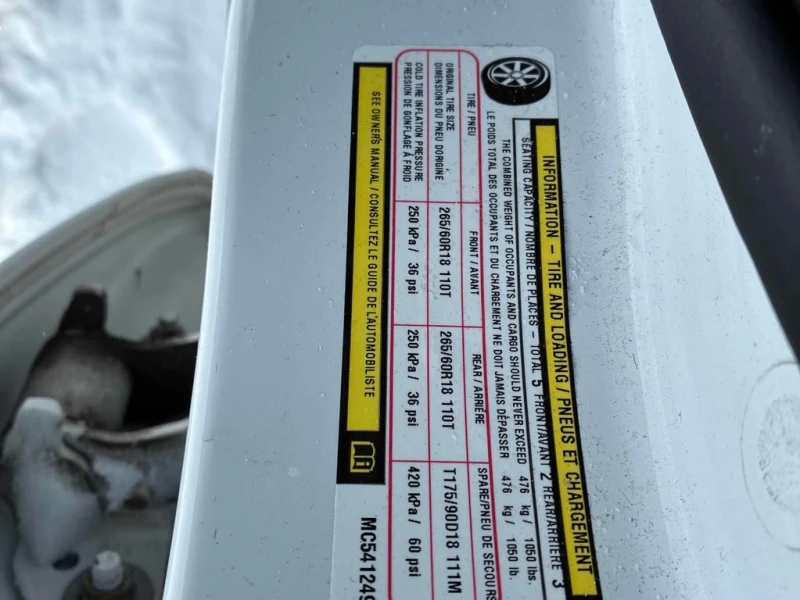 INFORMATION – TIRE AND LOADING / PNEUS ET CHARGEMENT
SEATING CAPACITY / NOMBRE DE PLACES – TOTAL 5 FRONT/AVANT 2 REAR/ARRIÈRE 3
THE COMBINED WEIGHT OF OCCUPANTS AND CARGO SHOULD NEVER EXCEED 476 kg / 1050 lbs.
LE POIDS TOTAL DES OCCUPANTS ET DU CHARGEMENT NE DOIT JAMAIS DÉPASSER 476 kg / 1050 lb.
TIRE / PNEU FRONT / AVANT REAR / ARRIÈRE SPARE/PNEU DE SECOURS
ORIGINAL TIRE SIZE
DIMENSIONS DU PNEU D'ORIGINE
265/60R18 110T 265/60R18 110T T175/90D18 111M
COLD TIRE INFLATION PRESSURE
PRESSION DE GONFLAGE À FROID
250 kPa / 36 psi 250 kPa / 36 psi 420 kPa / 60 psi
SEE OWNER'S MANUAL / CONSULTEZ LE GUIDE DE L'AUTOMOBILISTE
MC541249